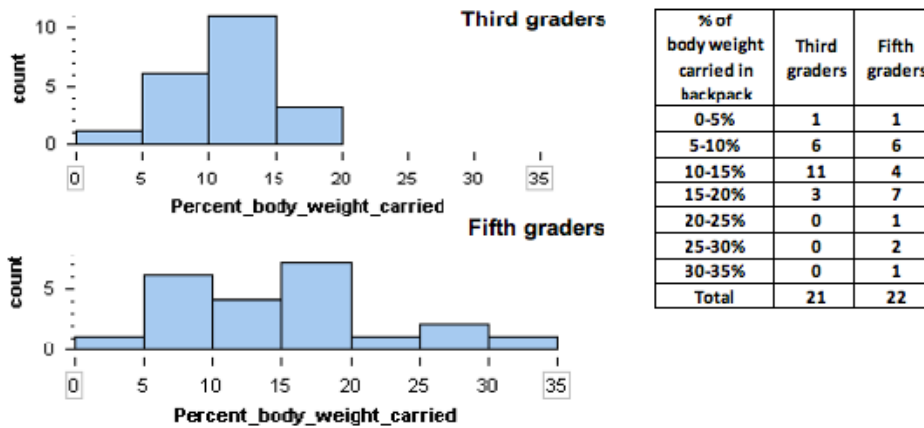 Third graders
10
5
0
count
0 5 10 15 20 25 30 35
Percent_body_weight_carried
Fifth graders
5
0
count
0 5 10 15 20 25 30 35
Percent_body_weight_carried
% of
body weight
carried in
backpack
Third
graders
Fifth
graders
0-5% 1 1
5-10% 6 6
10-15% 11 4
15-20% 3 7
20-25% 0 1
25-30% 0 2
30-35% 0 1
Total 21 22